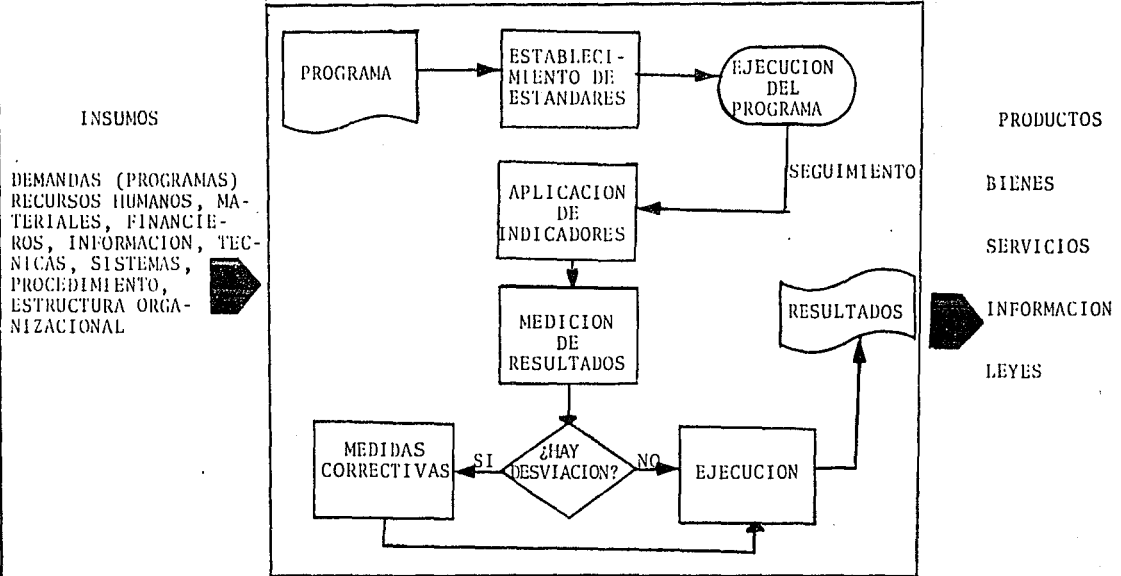 INSUMOS
DEMANDAS (PROGRAMAS)
RECURSOS HUMANOS, MA-
TERIALES, FINANCIE-
ROS, INFORMACION, TEC-
NICAS, SISTEMAS,
PROCEDIMIENTO,
ESTRUCTURA ORGA-
NIZACIONAL
PROGRAMA
ESTABLECI-
MIENTO DE
ESTANDARES
EJECUCION
DEL
PROGRAMA
SEGUIMIENTO
APLICACION
DE
INDICADORES
MEDICION
DE
RESULTADOS
¿HAY
DESVIACION?
SI
NO
MEDIDAS
CORRECTIVAS
EJECUCION
RESULTADOS
PRODUCTOS
BIENES
SERVICIOS
INFORMACION
LEYES